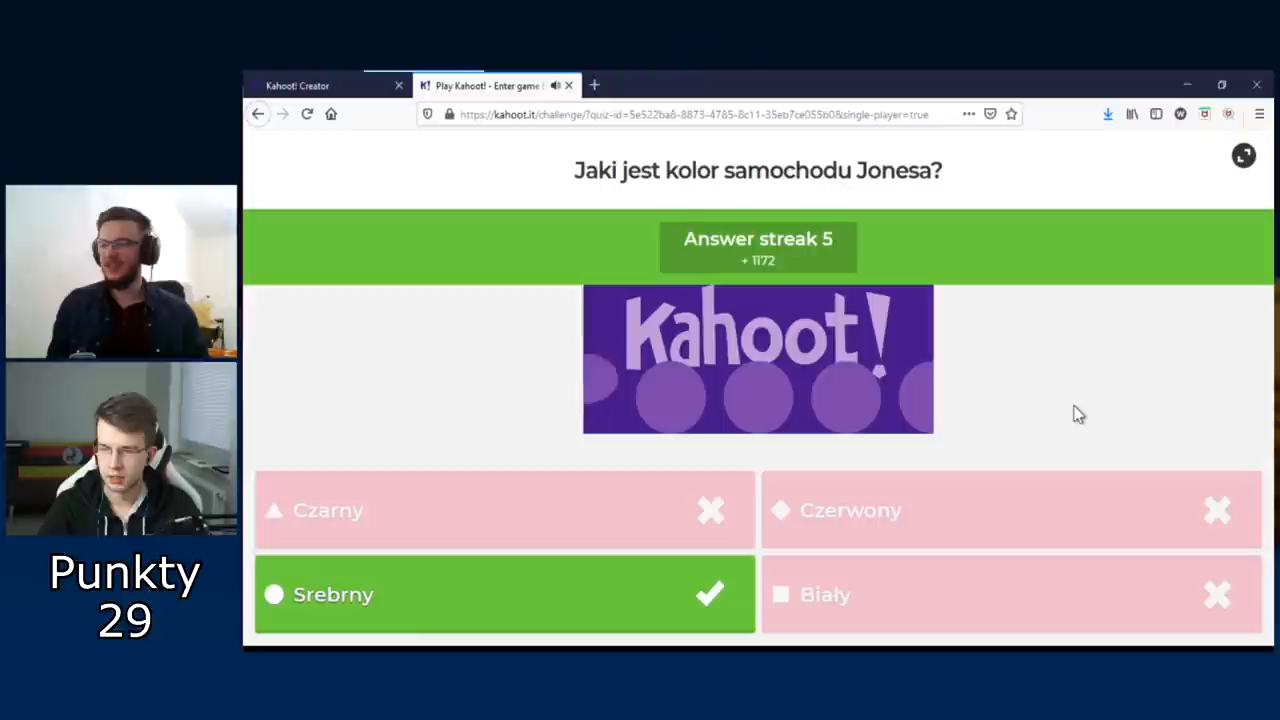 Kahoot! Creator
K! Play Kahoot! - Enter game
https://kahoot.it/challenge/?quiz-id=5e522ba8-8873-4785-8c11-35eb7ce055b0&single-player=true
Jaki jest kolor samochodu Jonesa?
Answer streak 5
+ 1172
Kahoot!
Czarny
Czerwony
Srebrny
Biały
Punkty
29